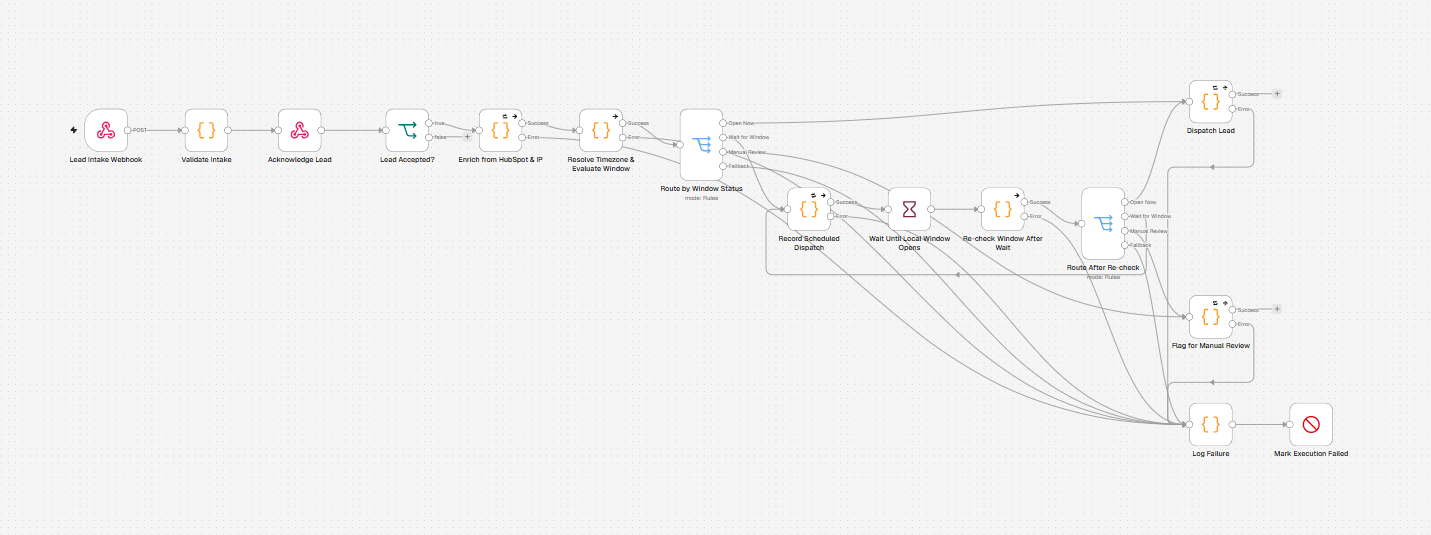 POST
Lead Intake Webhook
Validate Intake
Acknowledge Lead
true
false
Lead Accepted?
Success
Error
Enrich from HubSpot & IP
Success
Error
Resolve Timezone &
Evaluate Window
Open Now
Wait for Window
Manual Review
Fallback
Route by Window Status
mode: Rules
Success
Error
Record Scheduled
Dispatch
Wait Until Local Window
Opens
Success
Error
Re-check Window After
Wait
Open Now
Wait for Window
Manual Review
Fallback
Route After Re-check
mode: Rules
Success
Error
Dispatch Lead
Success
Error
Flag for Manual Review
Log Failure
Mark Execution Failed